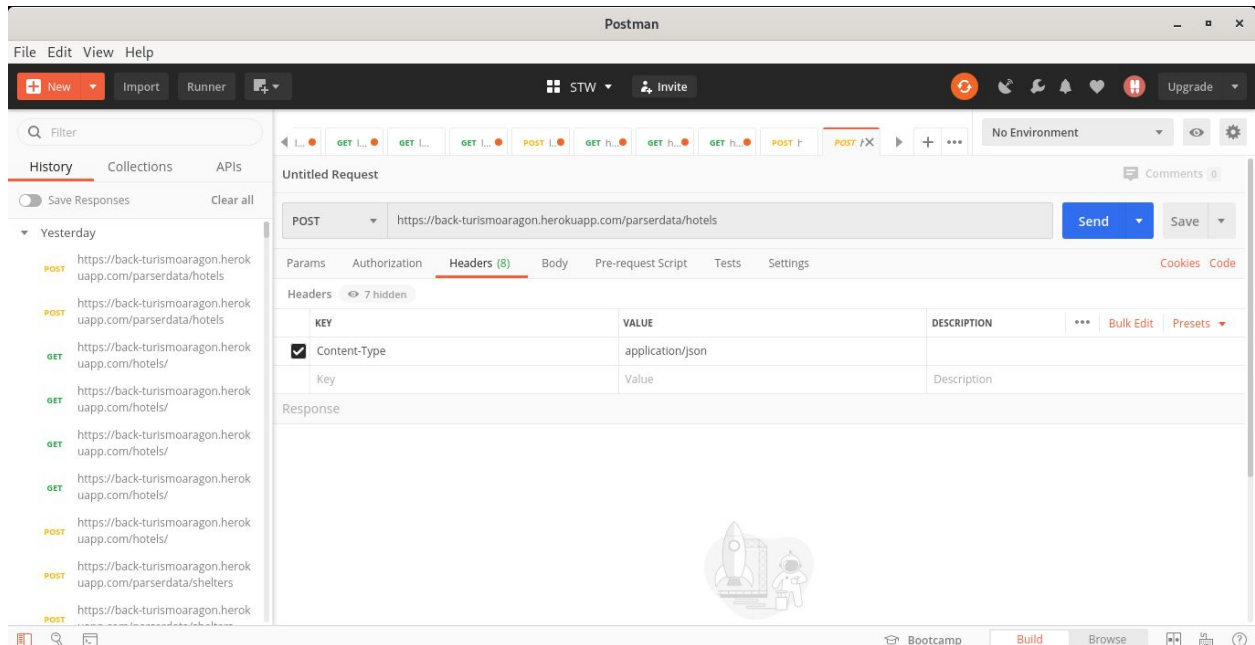 Postman
File Edit View Help
New Import Runner STW Invite Upgrade
Filter
History Collections APIs
Save Responses Clear all
Yesterday
POST https://back-turismoaragon.herok
uapp.com/parserdata/hotels
POST https://back-turismoaragon.herok
uapp.com/parserdata/hotels
GET https://back-turismoaragon.herok
uapp.com/hotels/
GET https://back-turismoaragon.herok
uapp.com/hotels/
GET https://back-turismoaragon.herok
uapp.com/hotels/
GET https://back-turismoaragon.herok
uapp.com/hotels/
POST https://back-turismoaragon.herok
uapp.com/hotels/
POST https://back-turismoaragon.herok
uapp.com/parserdata/shelters
POST https://back-turismoaragon.herok
GET l... GET l... GET l... POST l... GET h... GET h... GET h... POST POST No Environment
Untitled Request Comments 0
POST https://back-turismoaragon.herokuapp.com/parserdata/hotels Send Save
Params Authorization Headers (8) Body Pre-request Script Tests Settings Cookies Code
Headers 7 hidden
KEY VALUE DESCRIPTION Bulk Edit Presets
Content-Type application/json
Key Value Description
Response
Bootcamp Build Browse